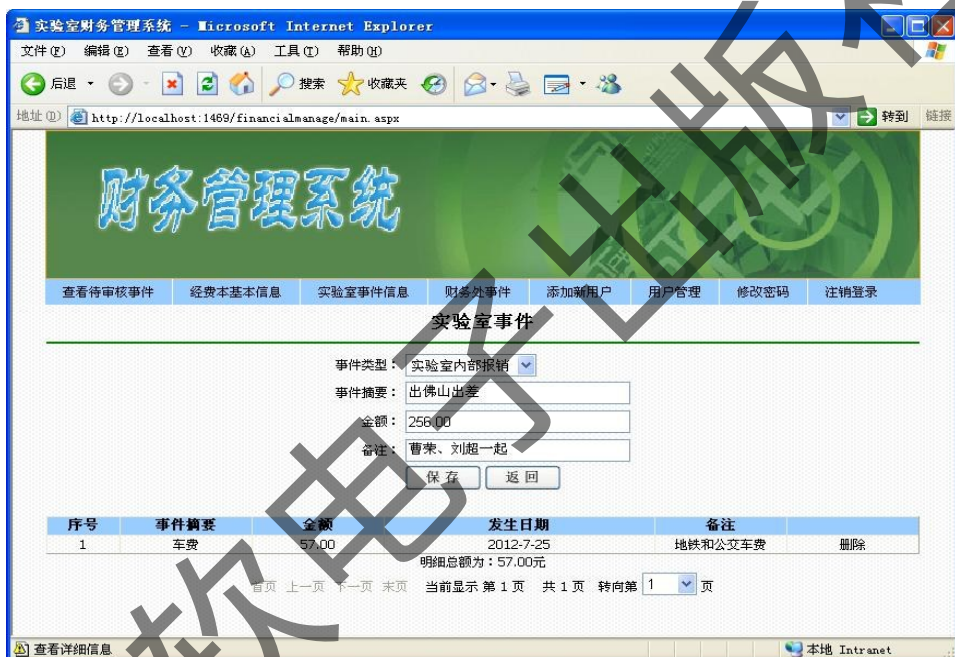 实验室财务管理系统 - Microsoft Internet Explorer
文件(F) 编辑(E) 查看(V) 收藏(A) 工具(T) 帮助(H)
后退 搜索 收藏夹
地址(D) http://localhost:1469/financialmanage/main.aspx 转到 链接
财务管理系统
查看待审核事件 经费本基本信息 实验室事件信息 财务处事件 添加新用户 用户管理 修改密码 注销登录
实验室事件
事件类型: 实验室内部报销
事件摘要: 出佛山出差
金额: 256.00
备注: 曹荣、刘超一起
保存 返回
序号 事件摘要 金额 发生日期 备注
1 车费 57.00 2012-7-25 地铁和公交车费 删除
明细总额为:57.00元
首页 上一页 下一页 末页 当前显示 第 1 页 共 1 页 转向第 1 页
查看详细信息 本地 Intranet
软电子出版社